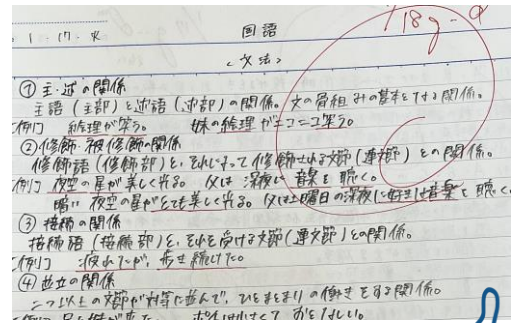 1・17・火 国語
〈文法〉
①主・述の関係
主語(主部)と述語(述部)の関係。文の骨組みの基本をする関係。
〔例〕 絵理が笑う。 妹の絵理がニコニコ笑う。
②修飾・被修飾の関係
修飾語(修飾部)と、それによって修飾される文節(連文節)との関係。
〔例〕 夜空の星が美しく光る。 父は深夜に音楽を聴く。
暗い夜空の星がとても美しく光る。 父は土曜日の深夜に好きな音楽を聴く。
③接続の関係
接続語(接続部)と、それを受ける文節(連文節)との関係。
〔例〕 疲れたが、歩き続けた。
④並立の関係
二つ以上の文節が対等に並んで、ひとまとまりの働きをする関係。